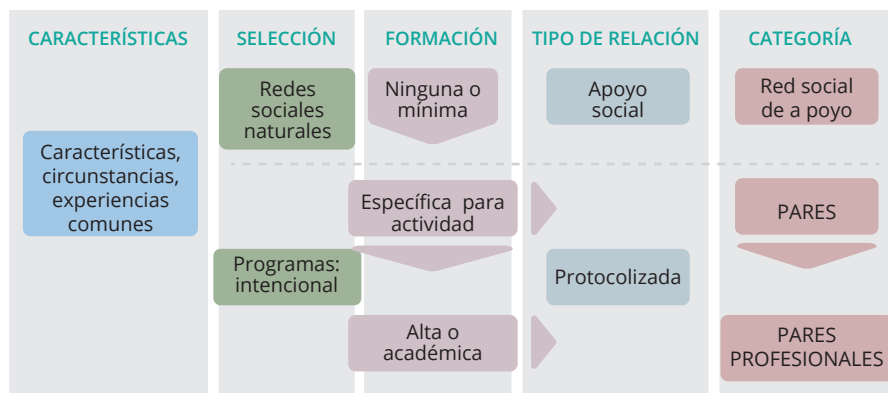 CARACTERÍSTICAS
SELECCIÓN
FORMACIÓN
TIPO DE RELACIÓN
CATEGORÍA
Redes
sociales
naturales
Ninguna o
mínima
Apoyo
social
Red social
de a poyo
Características,
circunstancias,
experiencias
comunes
Específica para
actividad
PARES
Programas:
intencional
Protocolizada
Alta o
académica
PARES
PROFESIONALES